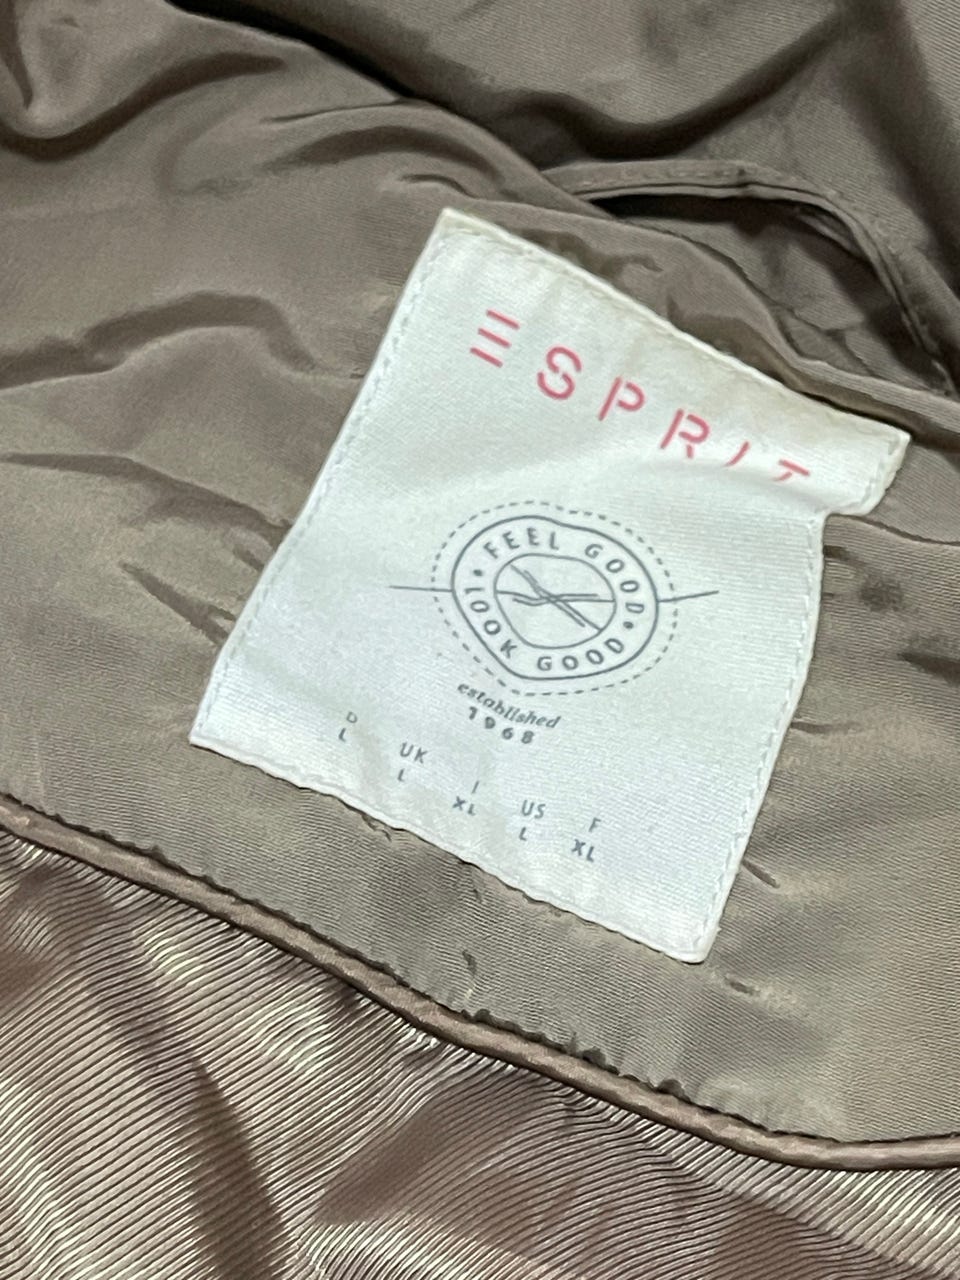 ESPRIT
FEEL GOOD
LOOK GOOD
established
1968
D UK I US F
L L XL L XL